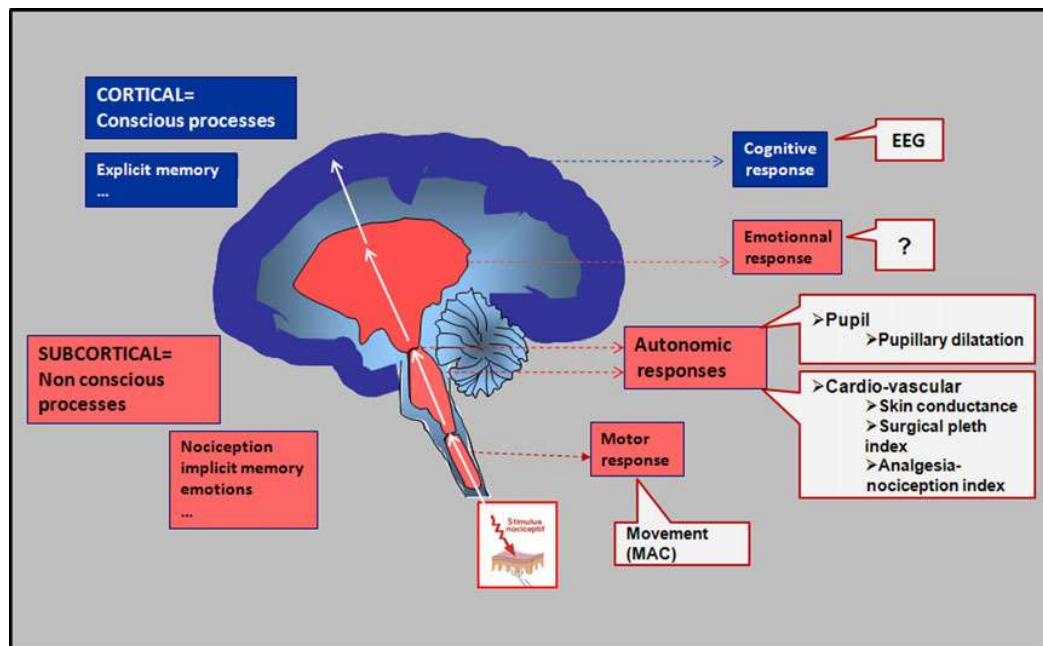 CORTICAL=
Conscious processes
Explicit memory
...
Cognitive
response
EEG
Emotionnal
response
?
SUBCORTICAL=
Non conscious
processes
Nociception
implicit memory
emotions
...
Autonomic
responses
➢Pupil
➢Pupillary dilatation
➢Cardio-vascular
➢Skin conductance
➢Surgical pleth
index
➢Analgesia-
nociception index
Motor
response
Movement
(MAC)
Stimulus
nociceptif